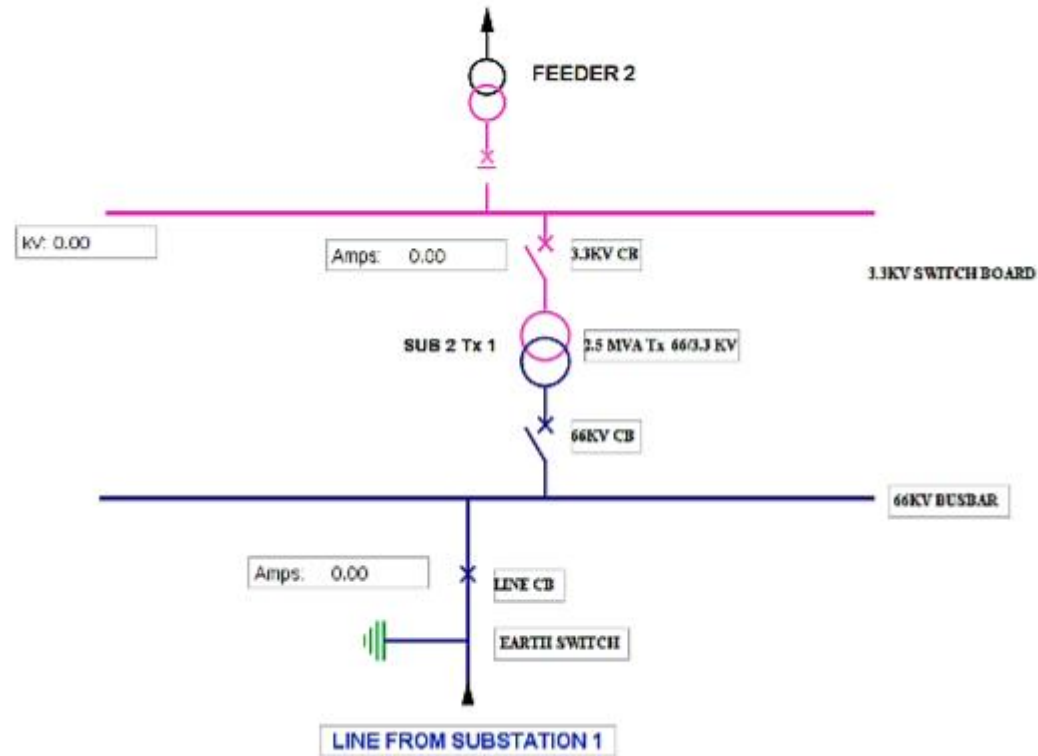 FEEDER 2
kV: 0.00
Amps: 0.00
3.3KV CB
3.3KV SWITCH BOARD
SUB 2 Tx 1
2.5 MVA Tx 66/3.3 KV
66KV CB
66KV BUSBAR
Amps: 0.00
LINE CB
EARTH SWITCH
LINE FROM SUBSTATION 1